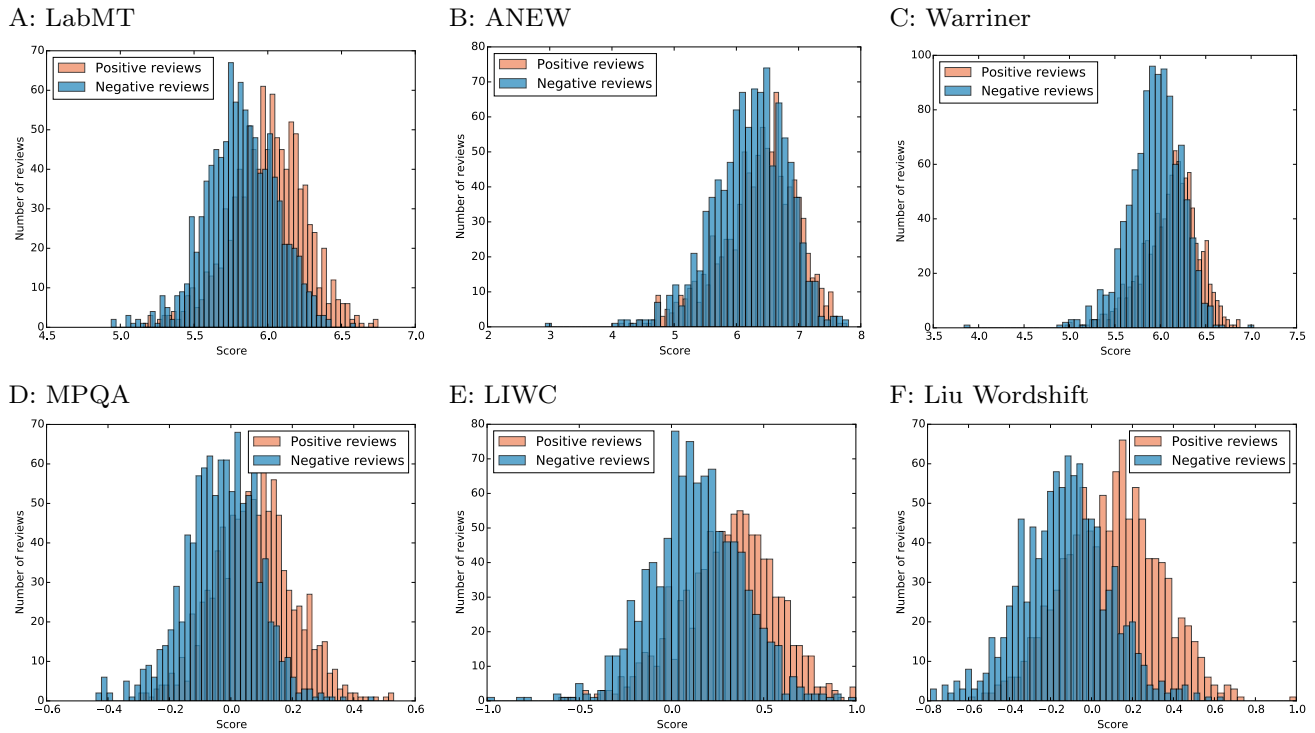 A: LabMT
B: ANEW
C: Warriner
70
60
50
40
30
20
10
0
Number of reviews
Positive reviews
Negative reviews
4.5 5.0 5.5 6.0 6.5 7.0
Score
80
70
60
50
40
30
20
10
0
Number of reviews
Positive reviews
Negative reviews
2 3 4 5 6 7 8
Score
100
80
60
40
20
0
Number of reviews
Positive reviews
Negative reviews
3.5 4.0 4.5 5.0 5.5 6.0 6.5 7.0 7.5
Score
D: MPQA
E: LIWC
F: Liu Wordshift
70
60
50
40
30
20
10
0
Number of reviews
Positive reviews
Negative reviews
−0.6 −0.4 −0.2 0.0 0.2 0.4 0.6
Score
80
70
60
50
40
30
20
10
0
Number of reviews
Positive reviews
Negative reviews
−1.0 −0.5 0.0 0.5 1.0
Score
70
60
50
40
30
20
10
0
Number of reviews
Positive reviews
Negative reviews
−0.8 −0.6 −0.4 −0.2 0.0 0.2 0.4 0.6 0.8 1.0
Score